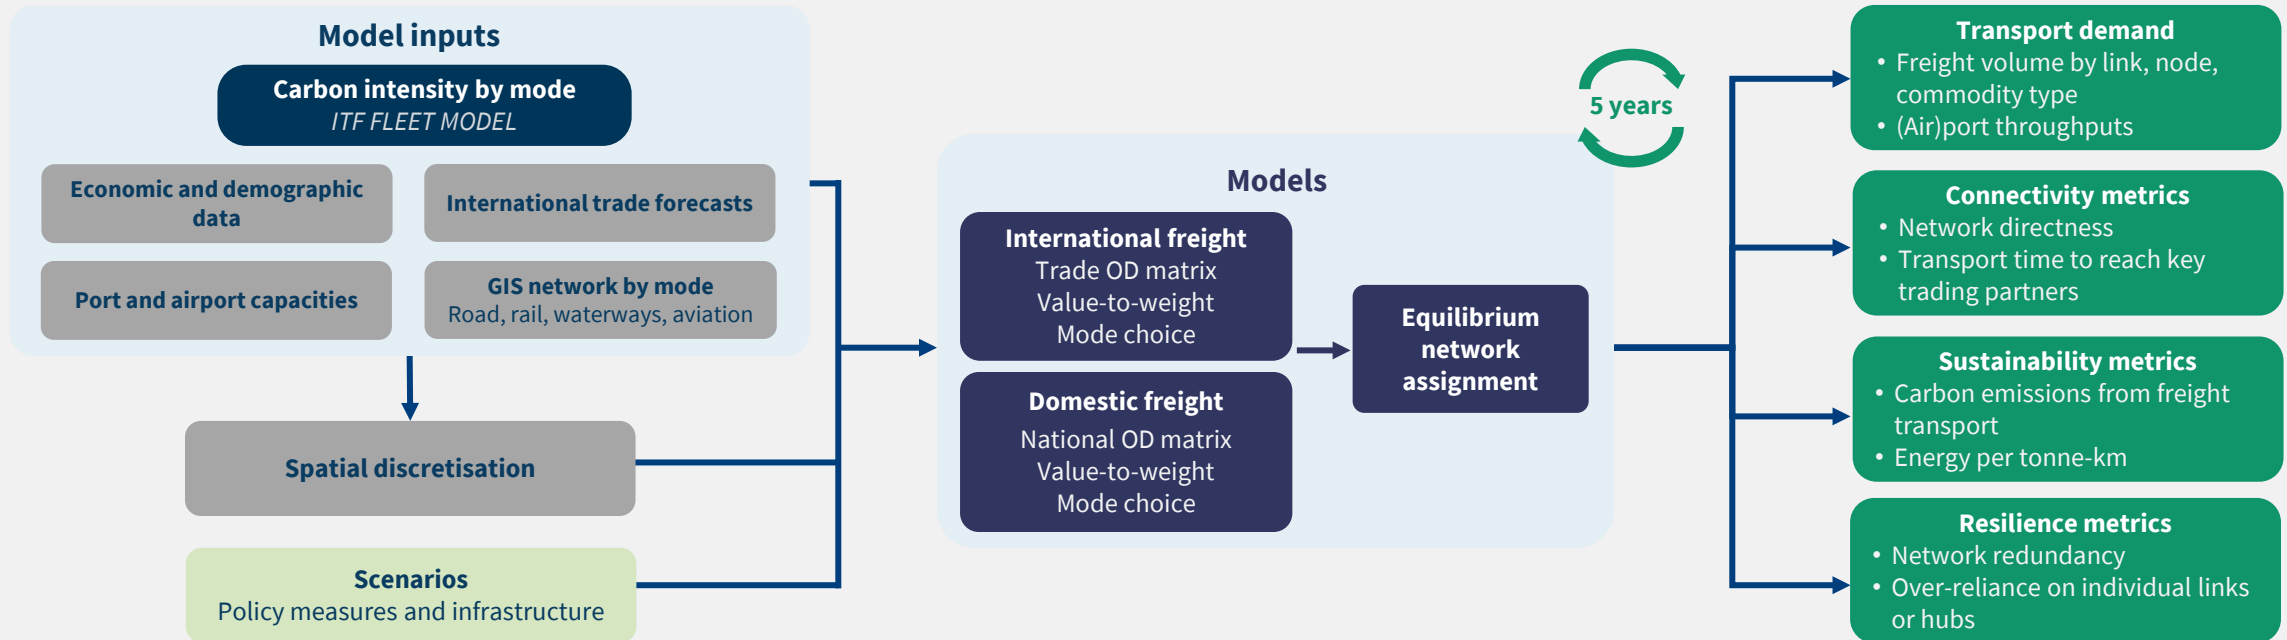 Model inputs
Carbon intensity by mode
ITF FLEET MODEL
Economic and demographic
data
International trade forecasts
Port and airport capacities
GIS network by mode
Road, rail, waterways, aviation
Spatial discretisation
Scenarios
Policy measures and infrastructure
5 years
Models
International freight
Trade OD matrix
Value-to-weight
Mode choice
Domestic freight
National OD matrix
Value-to-weight
Mode choice
Equilibrium
network
assignment
Transport demand
• Freight volume by link, node,
commodity type
• (Air)port throughputs
Connectivity metrics
• Network directness
• Transport time to reach key
trading partners
Sustainability metrics
• Carbon emissions from freight
transport
• Energy per tonne-km
Resilience metrics
• Network redundancy
• Over-reliance on individual links
or hubs